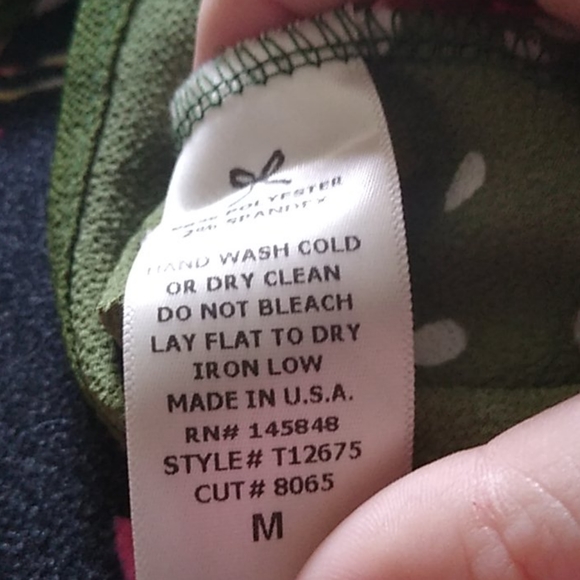 POLYESTER
2% SPANDEX
HAND WASH COLD
OR DRY CLEAN
DO NOT BLEACH
LAY FLAT TO DRY
IRON LOW
MADE IN U.S.A.
RN# 145848
STYLE# T12675
CUT# 8065
M